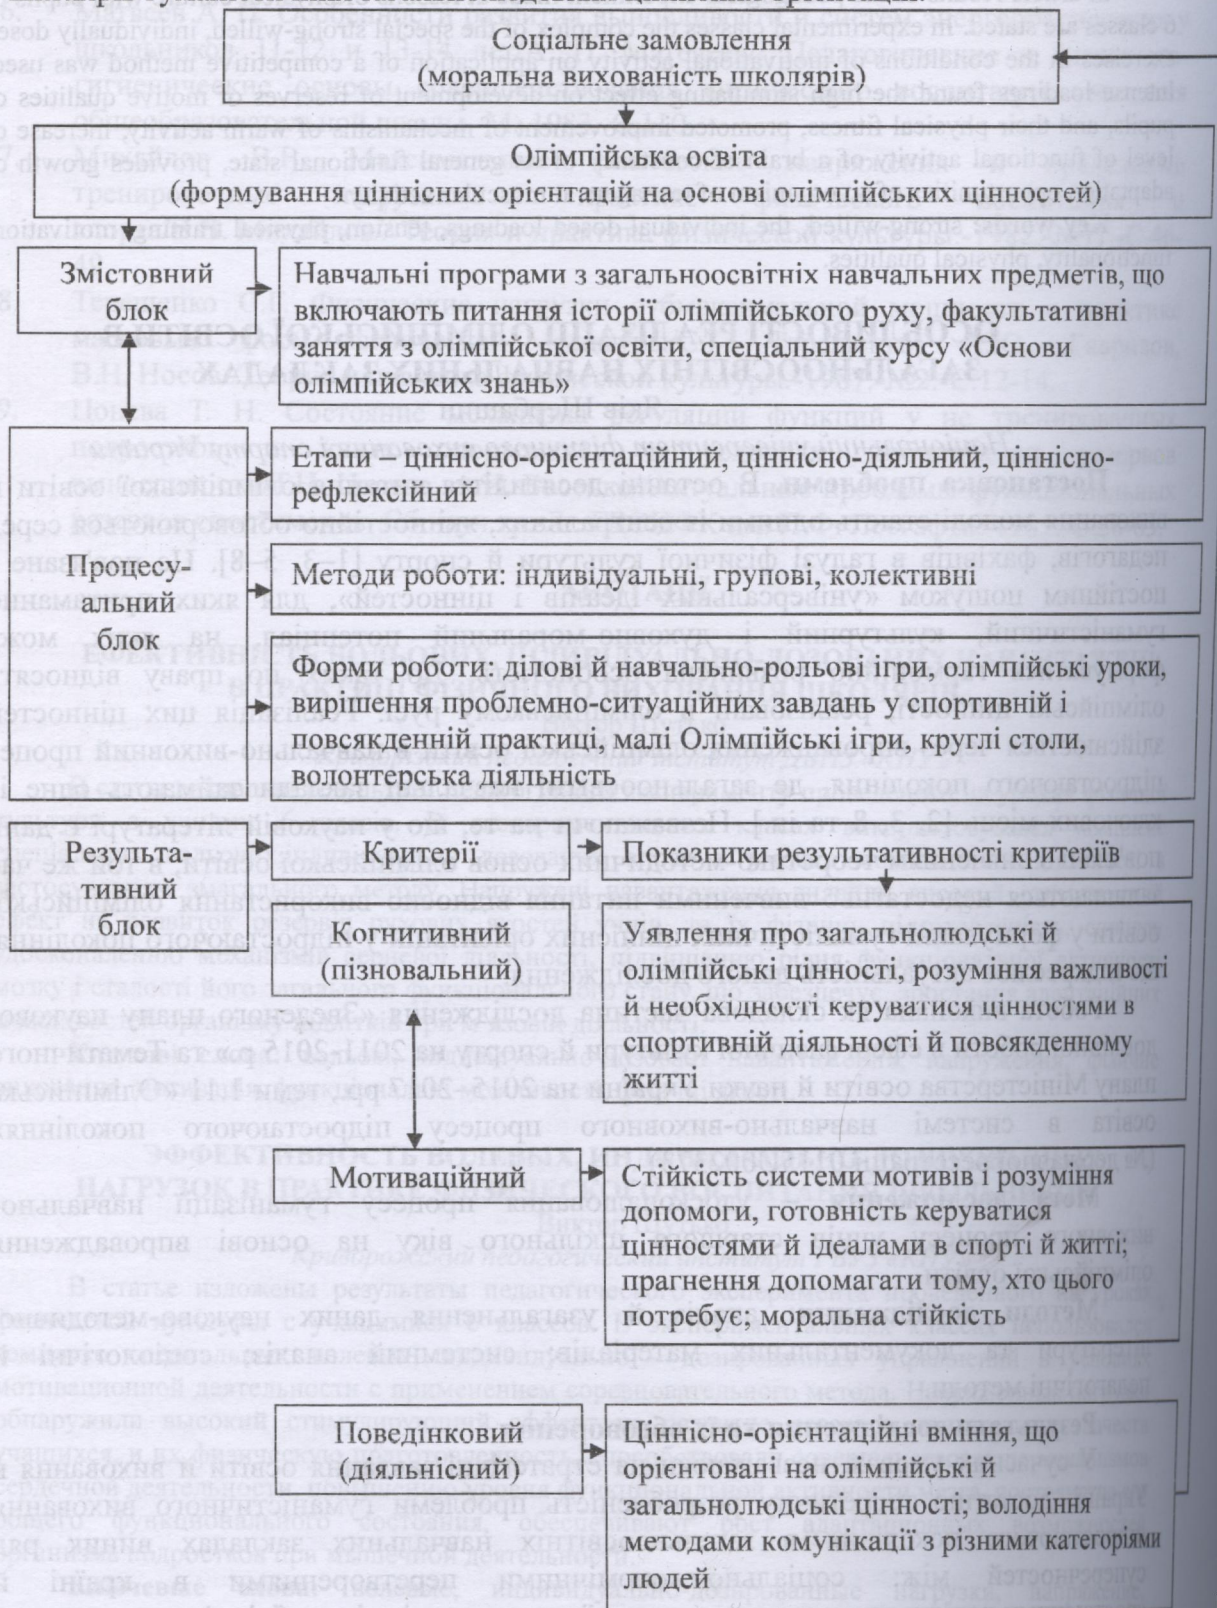 Соціальне замовлення
(моральна вихованість школярів)
Олімпійська освіта
(формування ціннісних орієнтацій на основі олімпійських цінностей)
Змістовний
блок
Навчальні програми з загальноосвітніх навчальних предметів, що
включають питання історії олімпійського руху, факультативні
заняття з олімпійської освіти, спеціальний курсу «Основи
олімпійських знань»
Процесу-
альний
блок
Етапи – ціннісно-орієнтаційний, ціннісно-діяльний, ціннісно-
рефлексійний
Методи роботи: індивідуальні, групові, колективні
Форми роботи: ділові й навчально-рольові ігри, олімпійські уроки,
вирішення проблемно-ситуаційних завдань у спортивній і
повсякденній практиці, малі Олімпійські ігри, круглі столи,
волонтерська діяльність
Результа-
тивний
блок
Критерії
Показники результативності критеріїв
Когнитивний
(пізновальний)
Уявлення про загальнолюдські й
олімпійські цінності, розуміння важливості
й необхідності керуватися цінностями в
спортивній діяльності й повсякденному
житті
Мотиваційний
Стійкість системи мотивів і розуміння
допомоги, готовність керуватися
цінностями й ідеалами в спорті й житті;
прагнення допомагати тому, хто цього
потребує; моральна стійкість
Поведінковий
(діяльнісний)
Ціннісно-орієнтаційні вміння, що
орієнтовані на олімпійські й
загальнолюдські цінності; володіння
методами комунікації з різними категоріями
людей